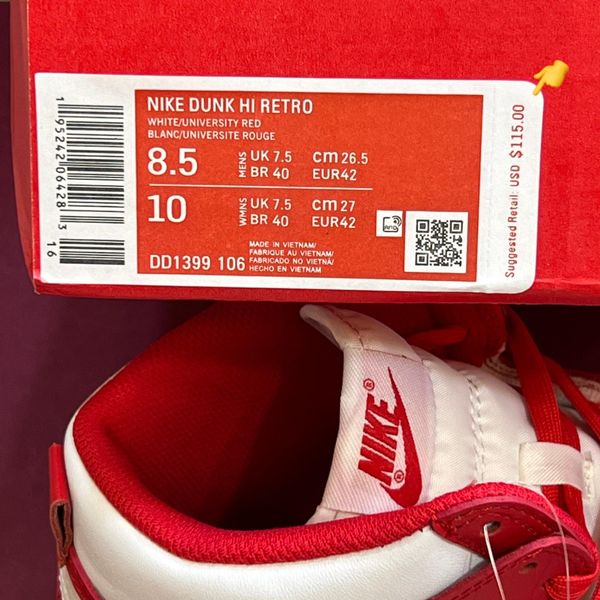 NIKE DUNK HI RETRO
WHITE/UNIVERSITY RED
BLANC/UNIVERSITE ROUGE
8.5 MENS UK 7.5 cm 26.5
BR 40 EUR42
10 WMNS UK 7.5 cm 27
BR 40 EUR42
MADE IN VIETNAM/
FABRIQUE AU VIETNAM/
FABRICADO NO VIETNÃ/
HECHO EN VIETNAM
DD1399 106
1 95242 06428 3
16
Suggested Retail: USD $115.00
NIKE